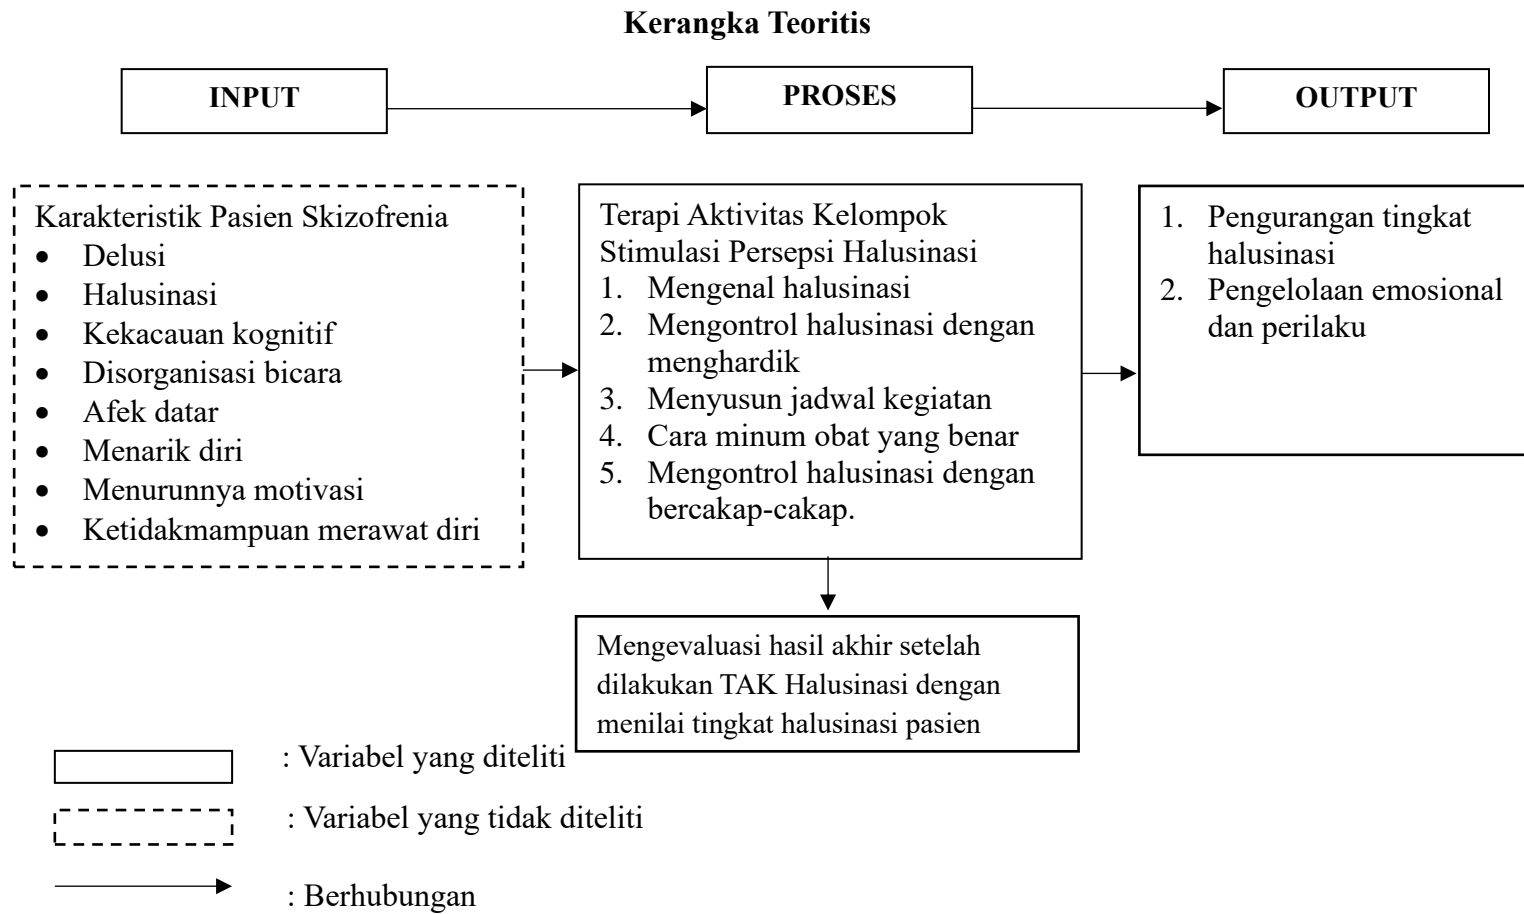 Kerangka Teoritis
INPUT
PROSES
OUTPUT
Karakteristik Pasien Skizofrenia
• Delusi
• Halusinasi
• Kekacauan kognitif
• Disorganisasi bicara
• Afek datar
• Menarik diri
• Menurunnya motivasi
• Ketidakmampuan merawat diri
Terapi Aktivitas Kelompok
Stimulasi Persepsi Halusinasi
1. Mengenal halusinasi
2. Mengontrol halusinasi dengan
menghardik
3. Menyusun jadwal kegiatan
4. Cara minum obat yang benar
5. Mengontrol halusinasi dengan
bercakap-cakap.
1. Pengurangan tingkat
halusinasi
2. Pengelolaan emosional
dan perilaku
Mengevaluasi hasil akhir setelah
dilakukan TAK Halusinasi dengan
menilai tingkat halusinasi pasien
: Variabel yang diteliti
: Variabel yang tidak diteliti
: Berhubungan